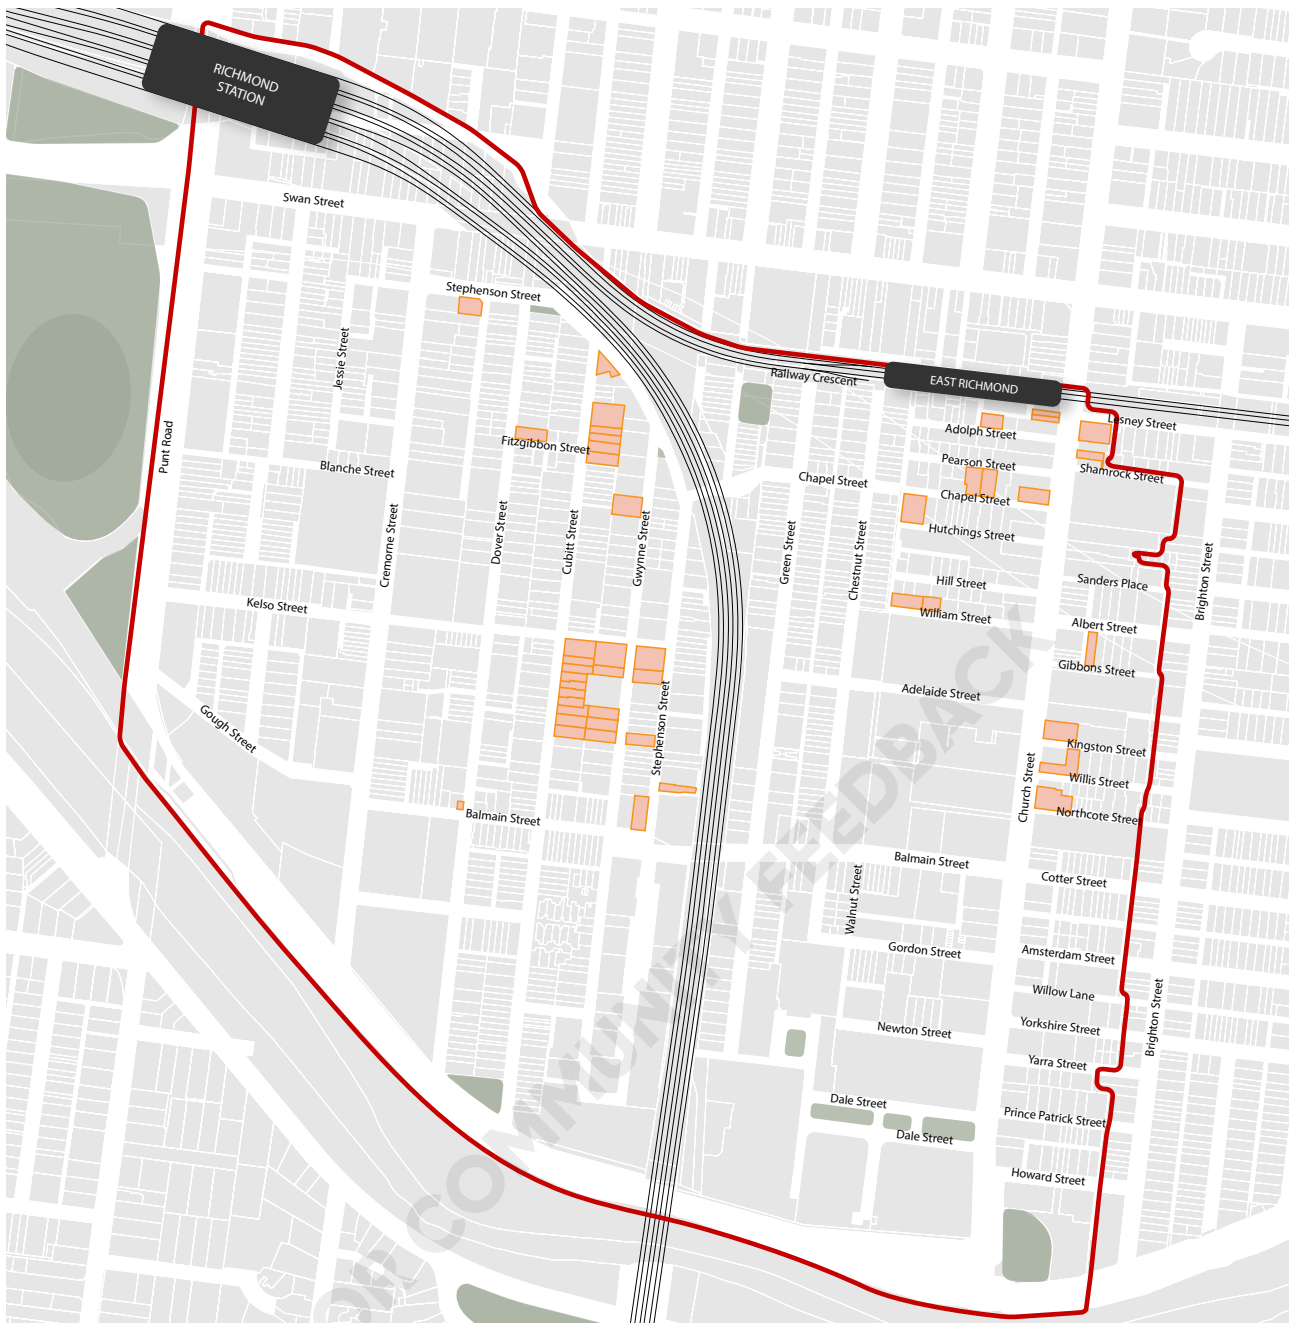 RICHMOND
STATION
Swan Street
Stephenson Street
Jessie Street
Railway Crescent
EAST RICHMOND
Lesney Street
Adolph Street
Punt Road
Fitzgibbon Street
Blanche Street
Pearson Street
Shamrock Street
Chapel Street
Chapel Street
Hutchings Street
Cremorne Street
Dover Street
Cubitt Street
Gwynne Street
Green Street
Chestnut Street
Brighton Street
Hill Street
Sanders Place
Kelso Street
William Street
Albert Street
Gibbons Street
Adelaide Street
Gough Street
Stephenson Street
Kingston Street
Church Street
Willis Street
Balmain Street
Northcote Street
Balmain Street
Cotter Street
Walnut Street
Gordon Street
Amsterdam Street
Willow Lane
Brighton Street
Newton Street
Yorkshire Street
Yarra Street
Dale Street
Prince Patrick Street
Dale Street
Howard Street
OR COMMUNITY FEEDBACK